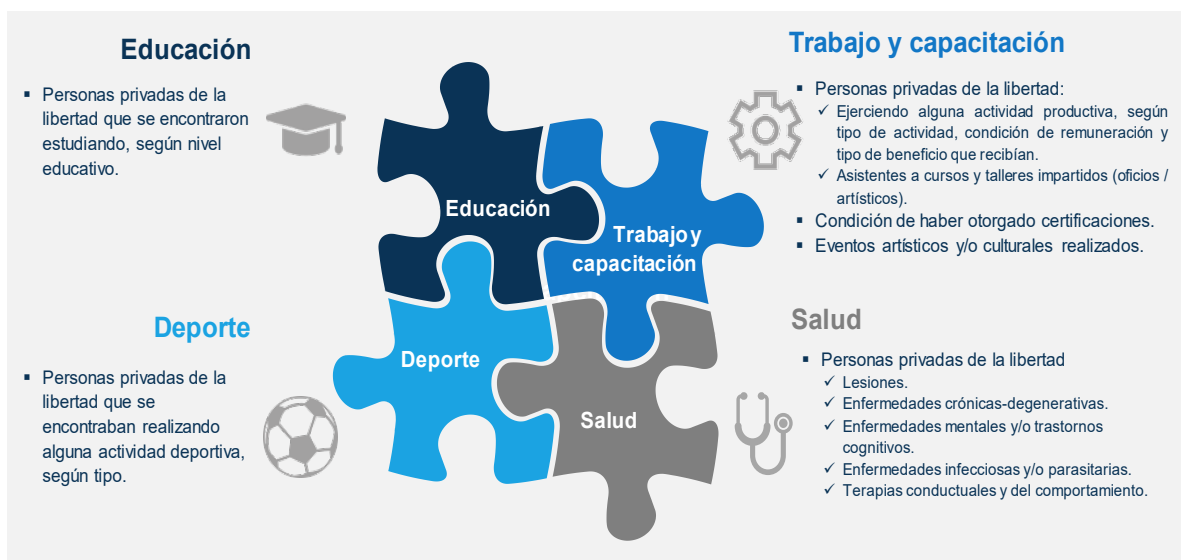 Educación
▪ Personas privadas de la
libertad que se encontraron
estudiando, según nivel
educativo.
Trabajo y capacitación
▪ Personas privadas de la libertad:
✓ Ejerciendo alguna actividad productiva, según
tipo de actividad, condición de remuneración y
tipo de beneficio que recibían.
✓ Asistentes a cursos y talleres impartidos (oficios /
artísticos).
▪ Condición de haber otorgado certificaciones.
▪ Eventos artísticos y/o culturales realizados.
Educación
Trabajo y
capacitación
Deporte
Salud
Deporte
▪ Personas privadas de la
libertad que se
encontraban realizando
alguna actividad deportiva,
según tipo.
Salud
▪ Personas privadas de la libertad
✓ Lesiones.
✓ Enfermedades crónicas-degenerativas.
✓ Enfermedades mentales y/o trastornos
cognitivos.
✓ Enfermedades infecciosas y/o parasitarias.
✓ Terapias conductuales y del comportamiento.